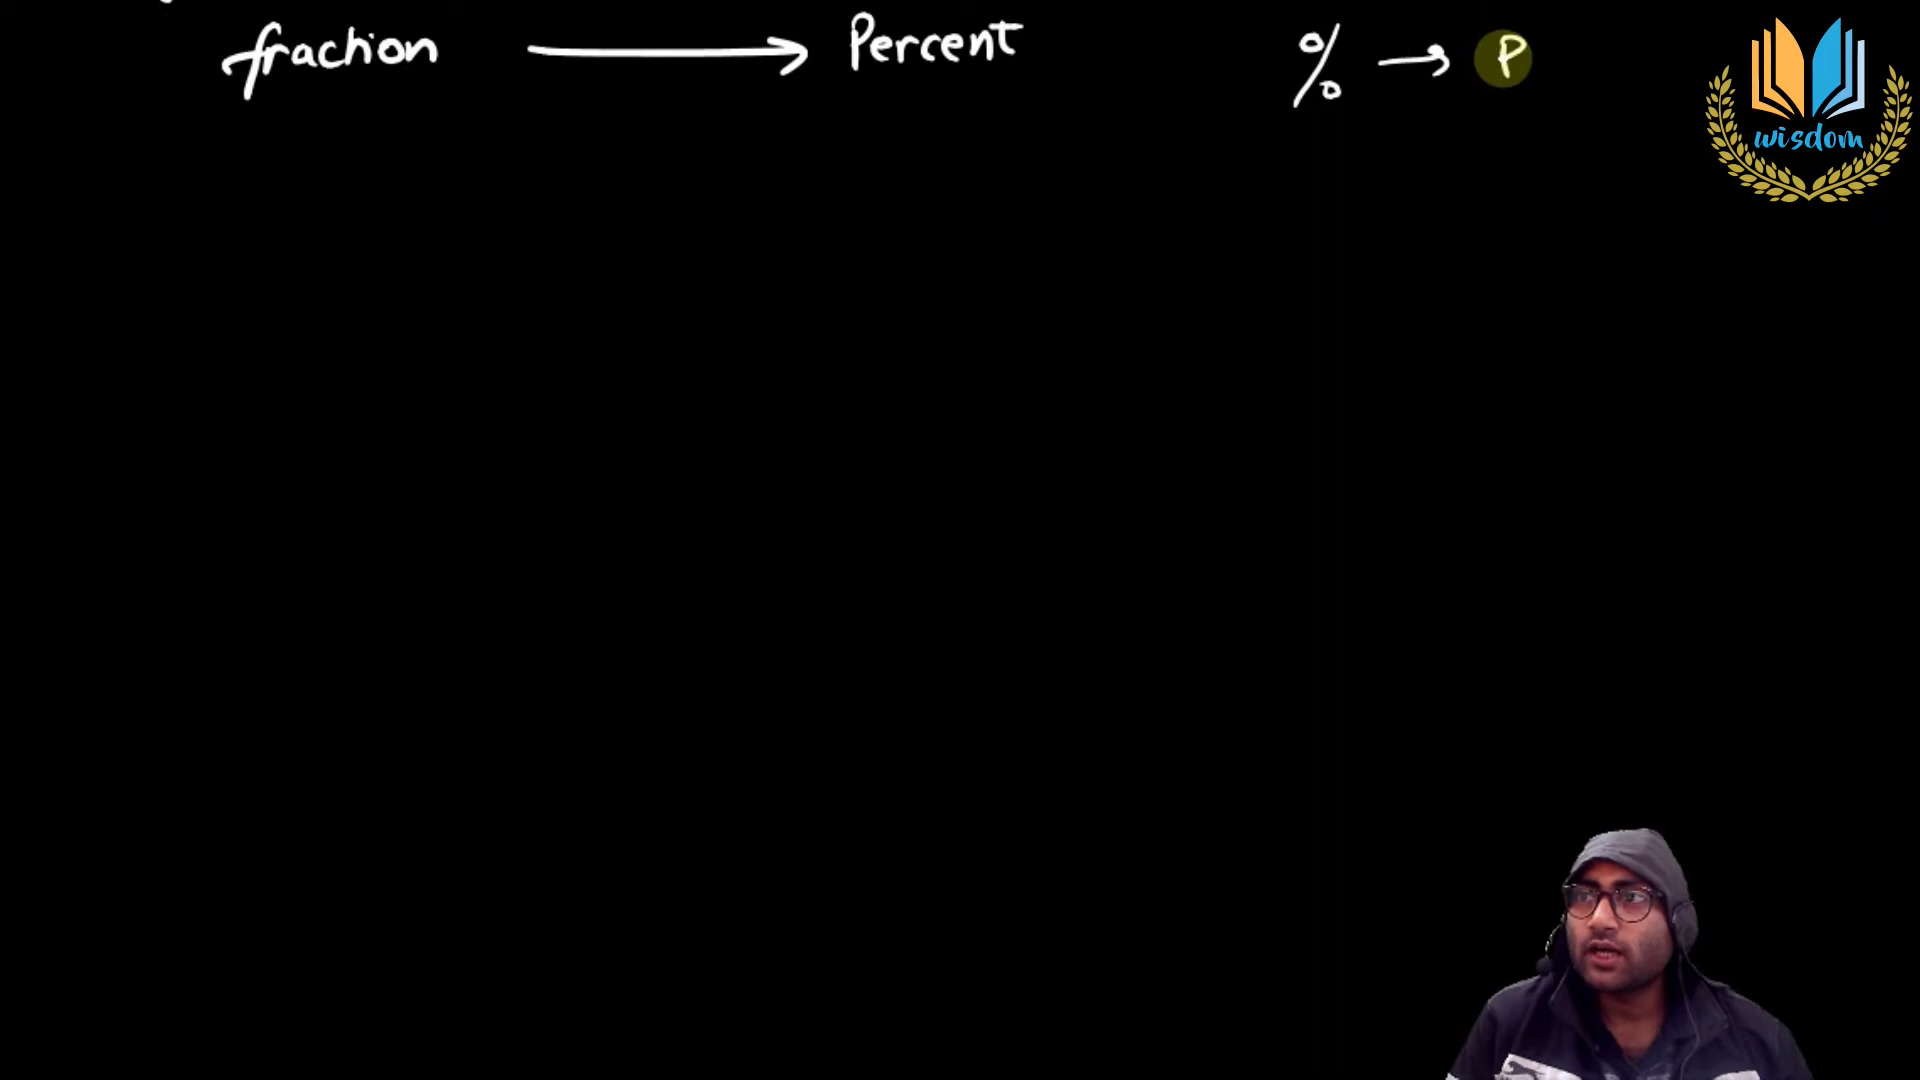 fraction → Percent % → P
wisdom